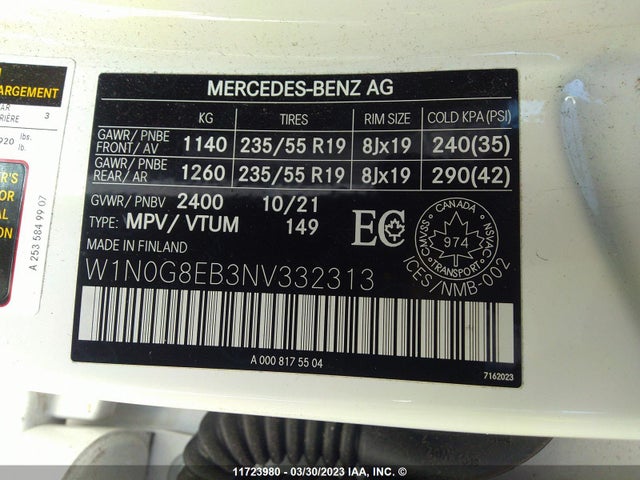 MERCEDES-BENZ AG
KG TIRES RIM SIZE COLD KPA (PSI)
GAWR/ PNBE FRONT/ AV 1140 235/55 R19 8Jx19 240(35)
GAWR/ PNBE REAR/ AR 1260 235/55 R19 8Jx19 290(42)
GVWR/ PNBV 2400 10/21
TYPE: MPV/ VTUM 149
MADE IN FINLAND
W1N0G8EB3NV332313
A 000 817 55 04
7162023
EC
CANADA
CMVSS 974 NSVAC
TRANSPORT
ICES/NMB-002
ARGEMENT
3
RIÈRE
920 lbs.
lb.
A 253 584 99 07
11723980 - 03/30/2023 IAA, INC. ©